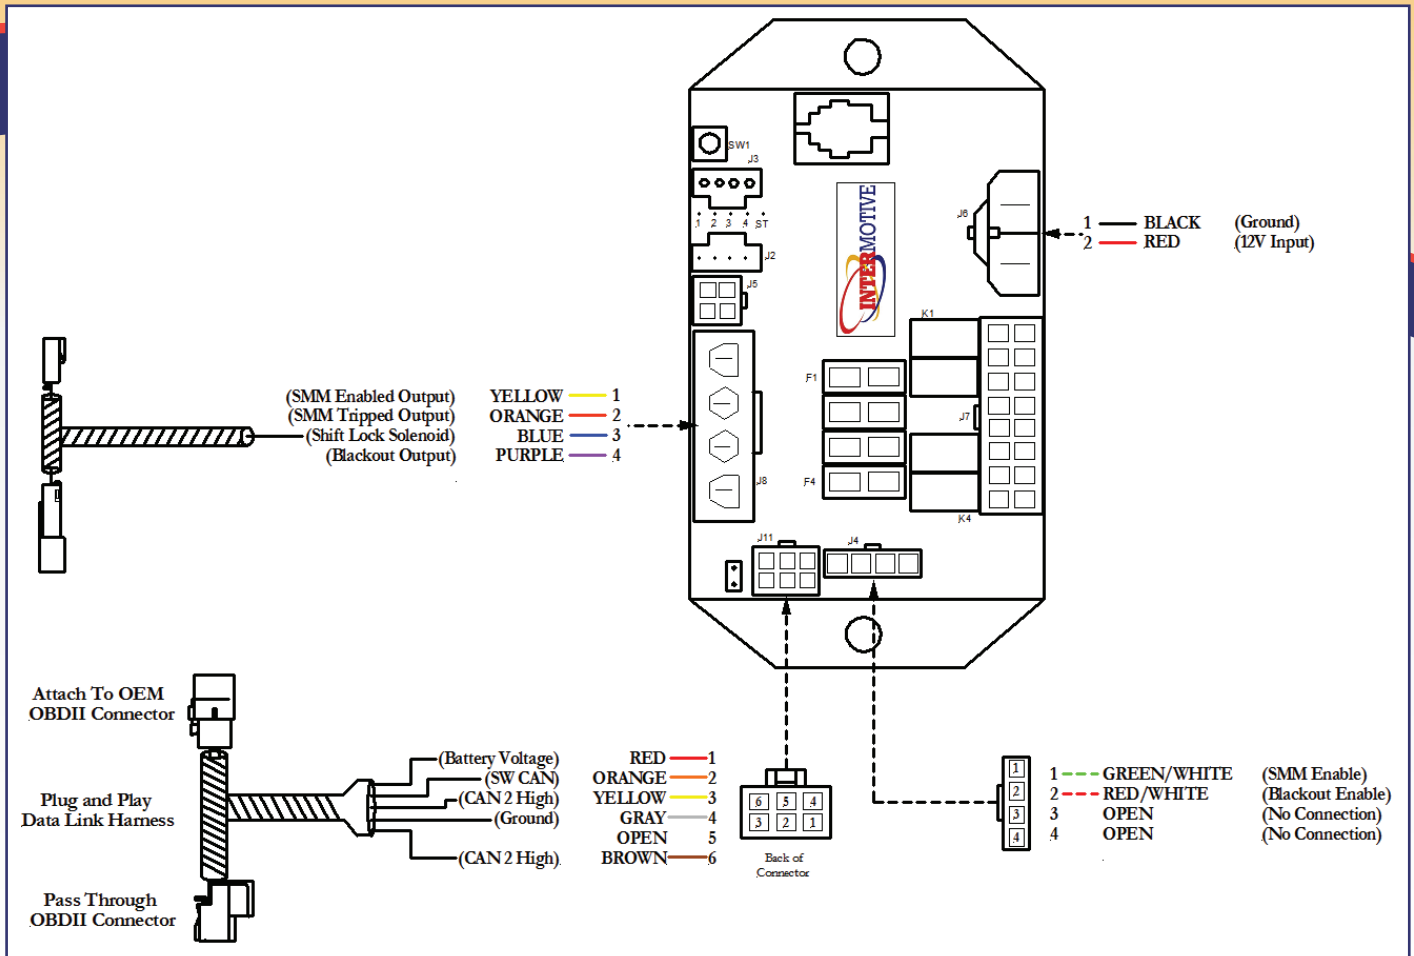 SW1
J3
1 2 3 4 ST
J2
J5
INTERMOTIVE
J6
1 BLACK (Ground)
2 RED (12V Input)
K1
F1
J7
F4
K4
J8
(SMM Enabled Output) YELLOW 1
(SMM Tripped Output) ORANGE 2
(Shift Lock Solenoid) BLUE 3
(Blackout Output) PURPLE 4
J11
J4
Attach To OEM
OBDII Connector
Plug and Play
Data Link Harness
Pass Through
OBDII Connector
(Battery Voltage) RED 1
(SW CAN) ORANGE 2
(CAN 2 High) YELLOW 3
(Ground) GRAY 4
OPEN 5
(CAN 2 High) BROWN 6
6 5 4
3 2 1
Back of
Connector
1
2
3
4
1 GREEN/WHITE (SMM Enable)
2 RED/WHITE (Blackout Enable)
3 OPEN (No Connection)
4 OPEN (No Connection)